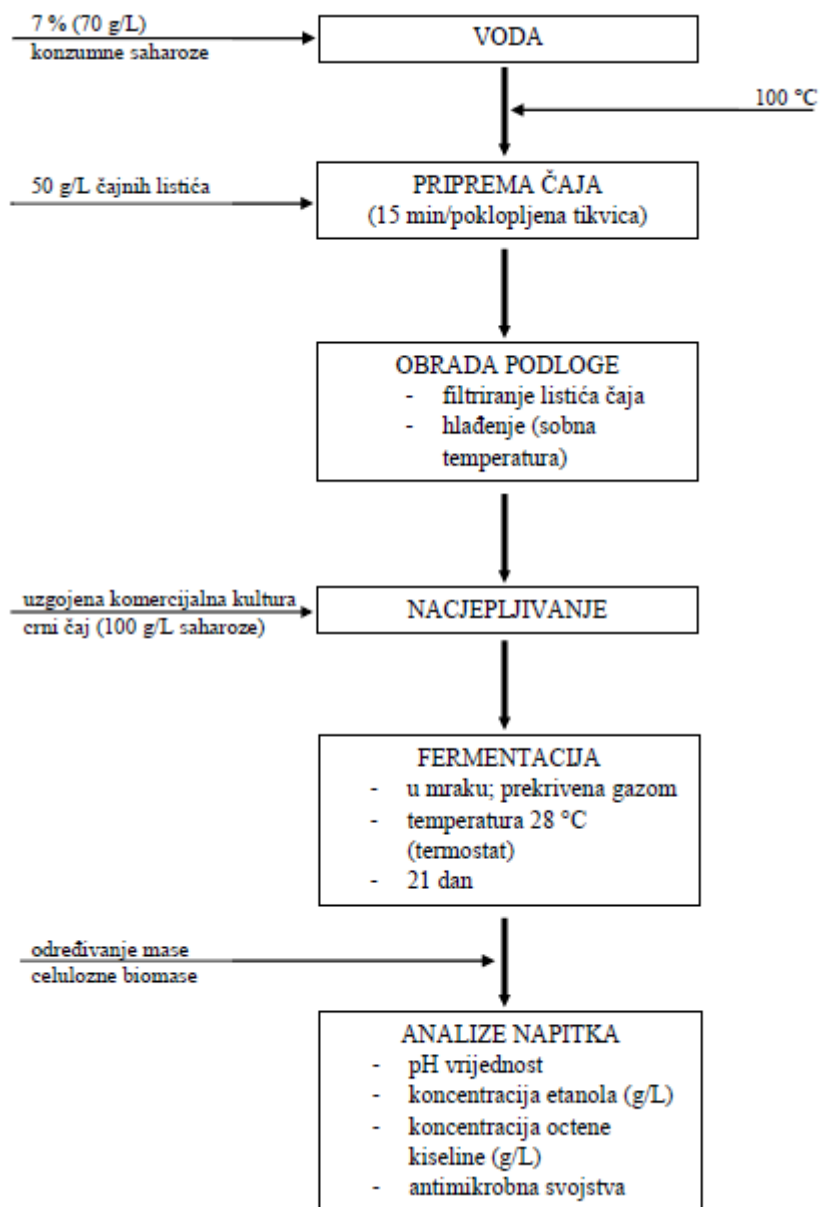 7 % (70 g/L)
konzumne saharoze
VODA
100 °C
50 g/L čajnih listića
PRIPREMA ČAJA
(15 min/poklopljena tikvica)
OBRADA PODLOGE
- filtriranje listića čaja
- hlađenje (sobna
temperatura)
uzgojena komercijalna kultura
crni čaj (100 g/L saharoze)
NACJEPLJIVANJE
FERMENTACIJA
- u mraku; prekrivena gazom
- temperatura 28 °C
(termostat)
- 21 dan
određivanje mase
celulozne biomase
ANALIZE NAPITKA
- pH vrijednost
- koncentracija etanola (g/L)
- koncentracija octene
kiseline (g/L)
- antimikrobna svojstva